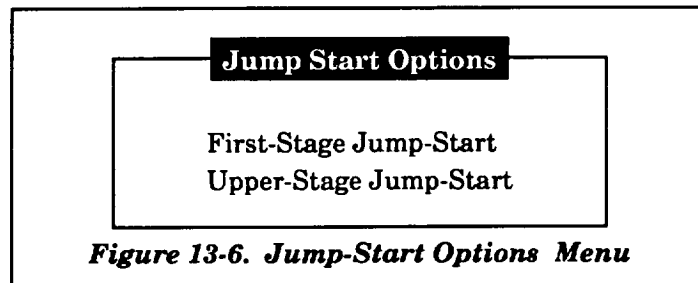 Jump Start Options
First-Stage Jump-Start
Upper-Stage Jump-Start
Figure 13-6. Jump-Start Options Menu